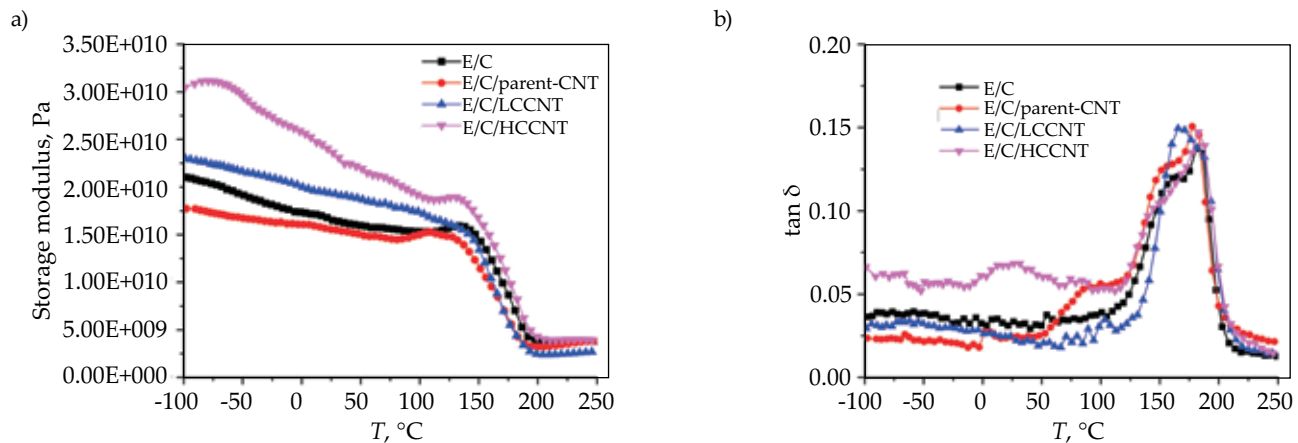 a)
3.50E+010
3.00E+010
2.50E+010
2.00E+010
1.50E+010
1.00E+010
5.00E+009
0.00E+000
Storage modulus, Pa
E/C
E/C/parent-CNT
E/C/LCCNT
E/C/HCCNT
-100 -50 0 50 100 150 200 250
T, °C
b)
0.20
0.15
0.10
0.05
0.00
tan δ
E/C
E/C/parent-CNT
E/C/LCCNT
E/C/HCCNT
-100 -50 0 50 100 150 200 250
T, °C